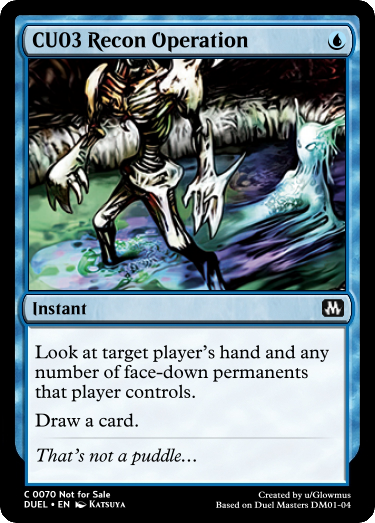 CU03 Recon Operation
Instant
Look at target player's hand and any
number of face-down permanents
that player controls.
Draw a card.
That's not a puddle...
C 0070 Not for Sale
DUEL • EN Katsuya
Created by u/Glowmus
Based on Duel Masters DM01-04